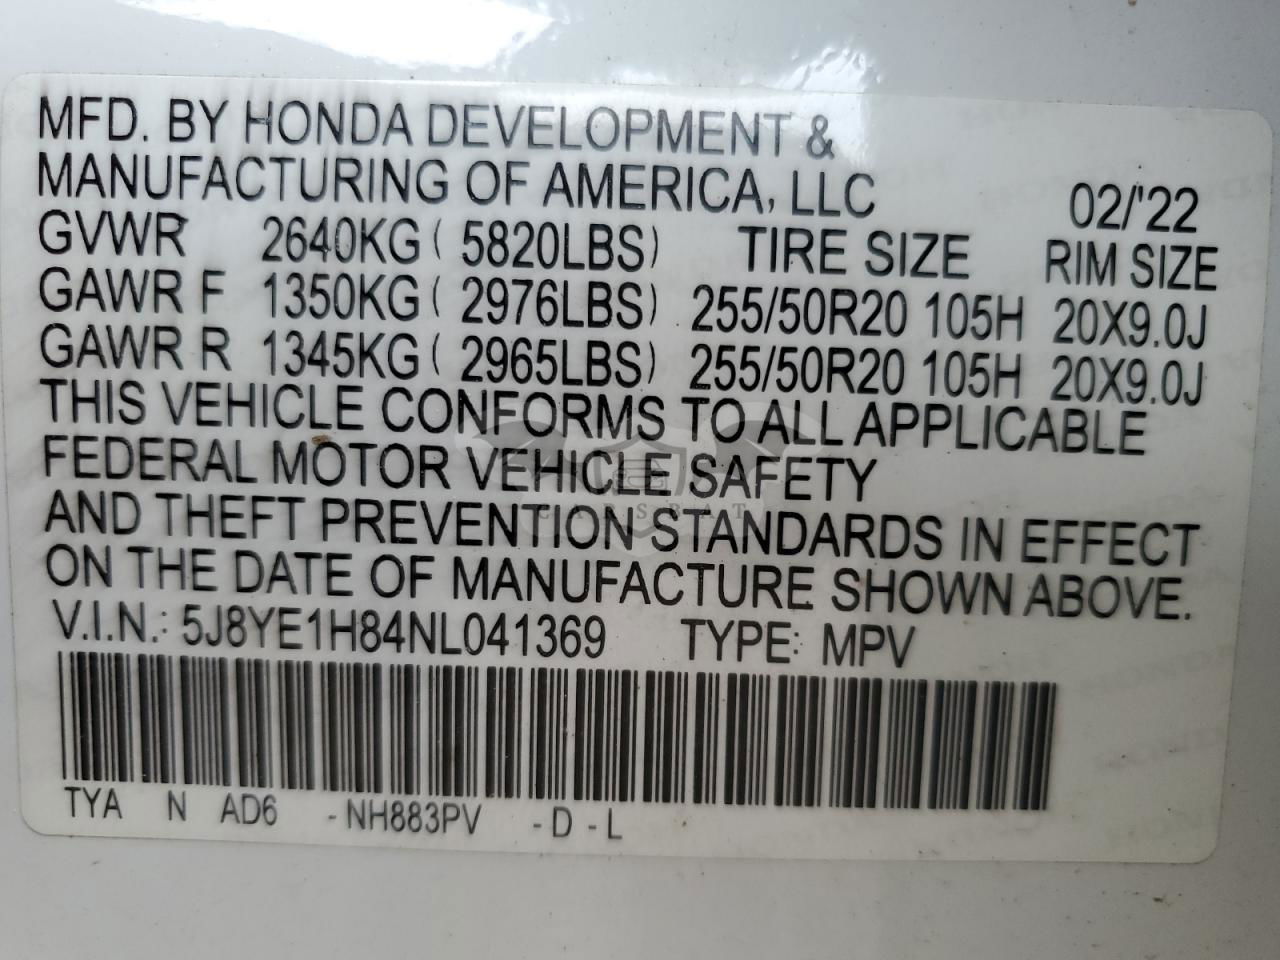 MFD. BY HONDA DEVELOPMENT &
MANUFACTURING OF AMERICA, LLC 02/'22
GVWR 2640KG ( 5820LBS) TIRE SIZE RIM SIZE
GAWR F 1350KG ( 2976LBS) 255/50R20 105H 20X9.0J
GAWR R 1345KG ( 2965LBS) 255/50R20 105H 20X9.0J
THIS VEHICLE CONFORMS TO ALL APPLICABLE
FEDERAL MOTOR VEHICLE SAFETY
AND THEFT PREVENTION STANDARDS IN EFFECT
CARSBAT
ON THE DATE OF MANUFACTURE SHOWN ABOVE.
V.I.N.: 5J8YE1H84NL041369 TYPE: MPV
TYA N AD6 -NH883PV -D -L